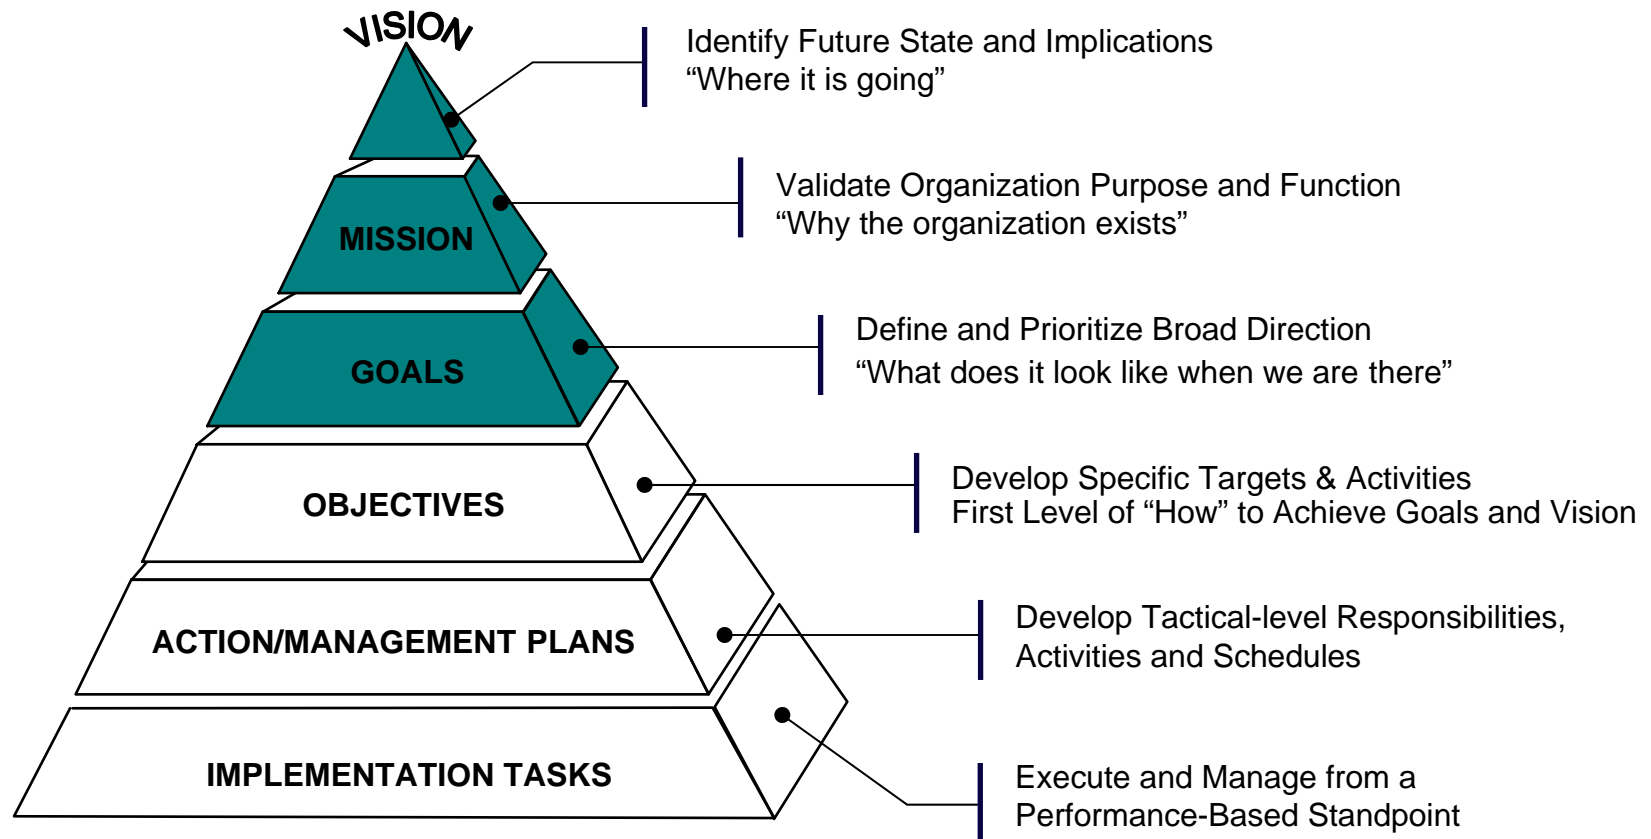 VISION
Identify Future State and Implications
“Where it is going”
MISSION
Validate Organization Purpose and Function
“Why the organization exists”
GOALS
Define and Prioritize Broad Direction
“What does it look like when we are there”
OBJECTIVES
Develop Specific Targets & Activities
First Level of “How” to Achieve Goals and Vision
ACTION/MANAGEMENT PLANS
Develop Tactical-level Responsibilities,
Activities and Schedules
IMPLEMENTATION TASKS
Execute and Manage from a
Performance-Based Standpoint